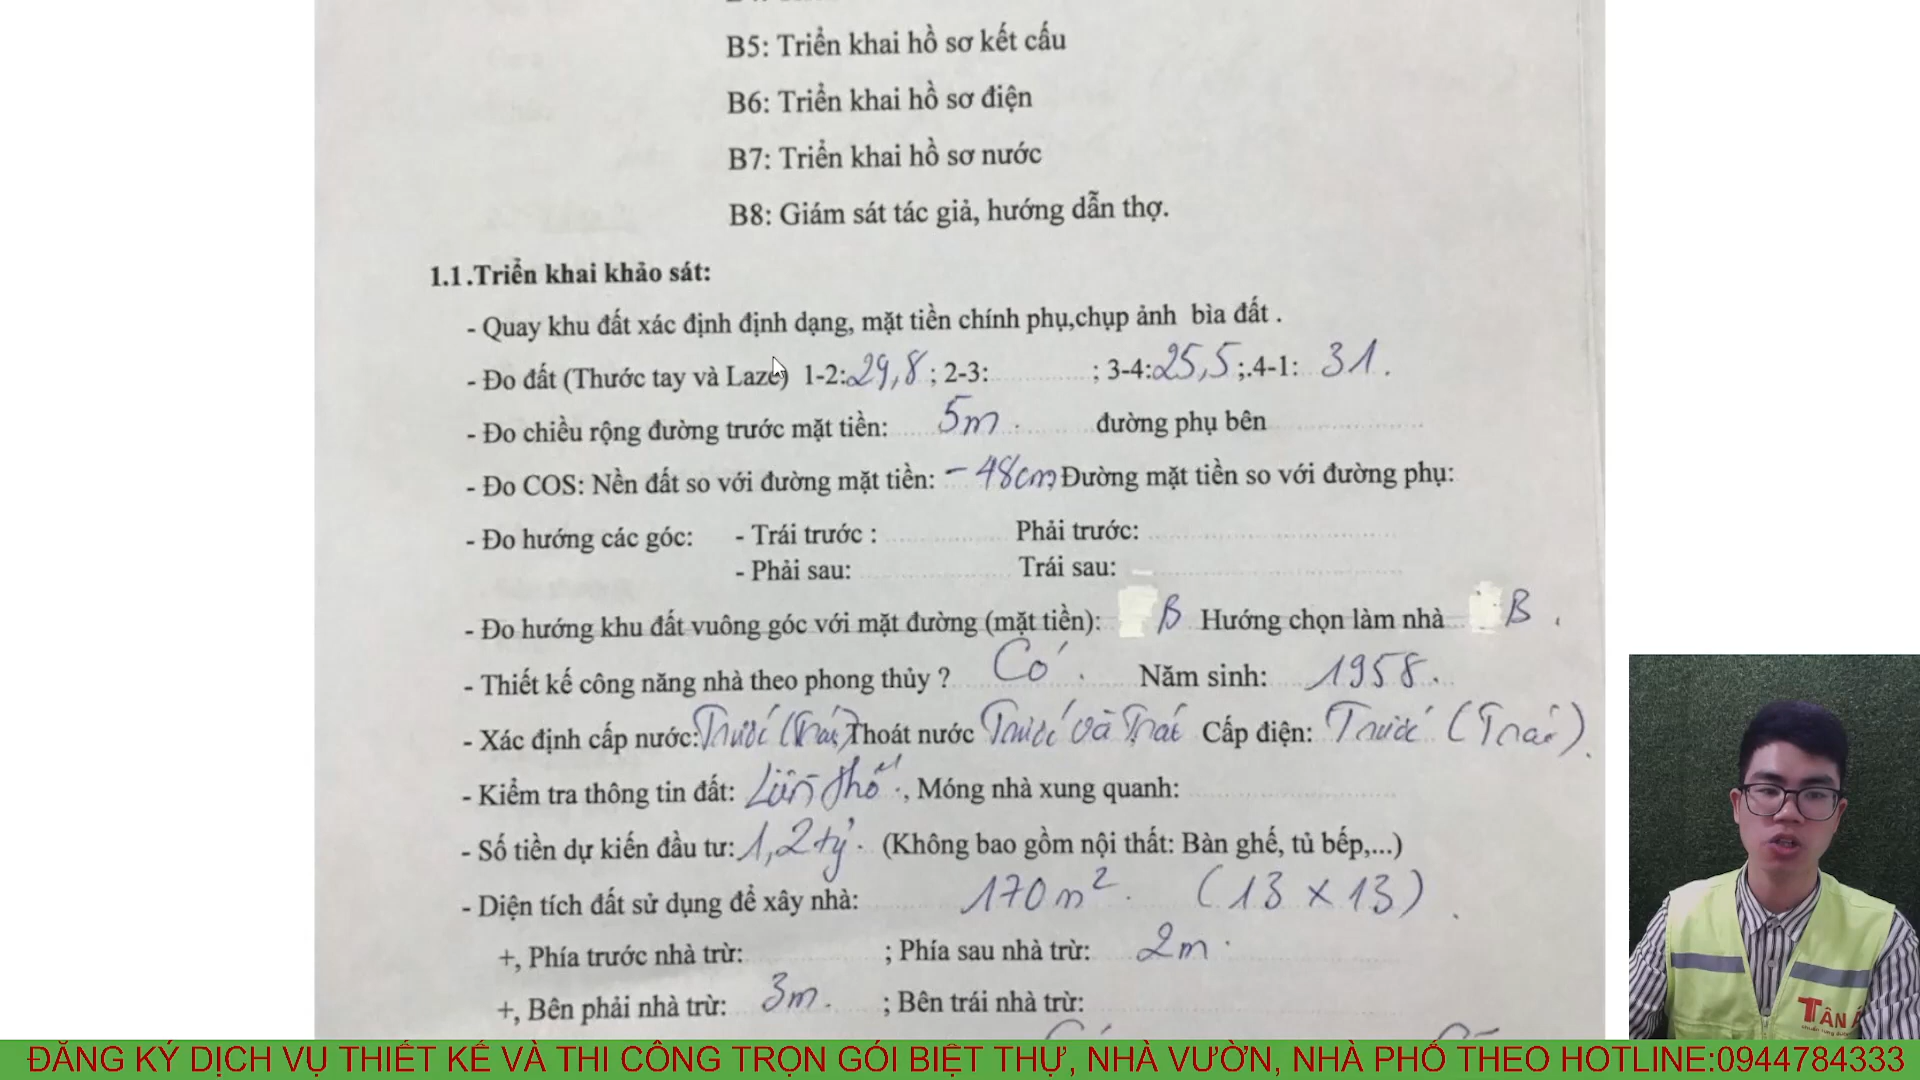 B5: Triển khai hồ sơ kết cấu
B6: Triển khai hồ sơ điện
B7: Triển khai hồ sơ nước
B8: Giám sát tác giả, hướng dẫn thợ.
1.1.Triển khai khảo sát:
- Quay khu đất xác định định dạng, mặt tiền chính phụ,chụp ảnh bìa đất .
- Đo đất (Thước tay và Laze) 1-2: 29,8 ; 2-3: ; 3-4: 25,5 ;.4-1: 31.
- Đo chiều rộng đường trước mặt tiền: 5m. đường phụ bên
- Đo COS: Nền đất so với đường mặt tiền: -48cm Đường mặt tiền so với đường phụ:
- Đo hướng các góc: - Trái trước : Phải trước:
- Phải sau: Trái sau:
- Đo hướng khu đất vuông góc với mặt đường (mặt tiền): B Hướng chọn làm nhà B.
- Thiết kế công năng nhà theo phong thủy ? Có. Năm sinh: 1958.
- Xác định cấp nước: Trước (Trái) Thoát nước Trước và Trái Cấp điện: Trước (Trái).
- Kiểm tra thông tin đất: thổ., Móng nhà xung quanh:
- Số tiền dự kiến đầu tư: 1,2 tỷ. (Không bao gồm nội thất: Bàn ghế, tủ bếp,...)
- Diện tích đất sử dụng để xây nhà: 170m². (13 x 13).
+, Phía trước nhà trừ: ; Phía sau nhà trừ: 2m.
+, Bên phải nhà trừ: 3m. ; Bên trái nhà trừ:
TÂN
ĐĂNG KÝ DỊCH VỤ THIẾT KẾ VÀ THI CÔNG TRỌN GÓI BIỆT THỰ, NHÀ VƯỜN, NHÀ PHỐ THEO HOTLINE:0944784333